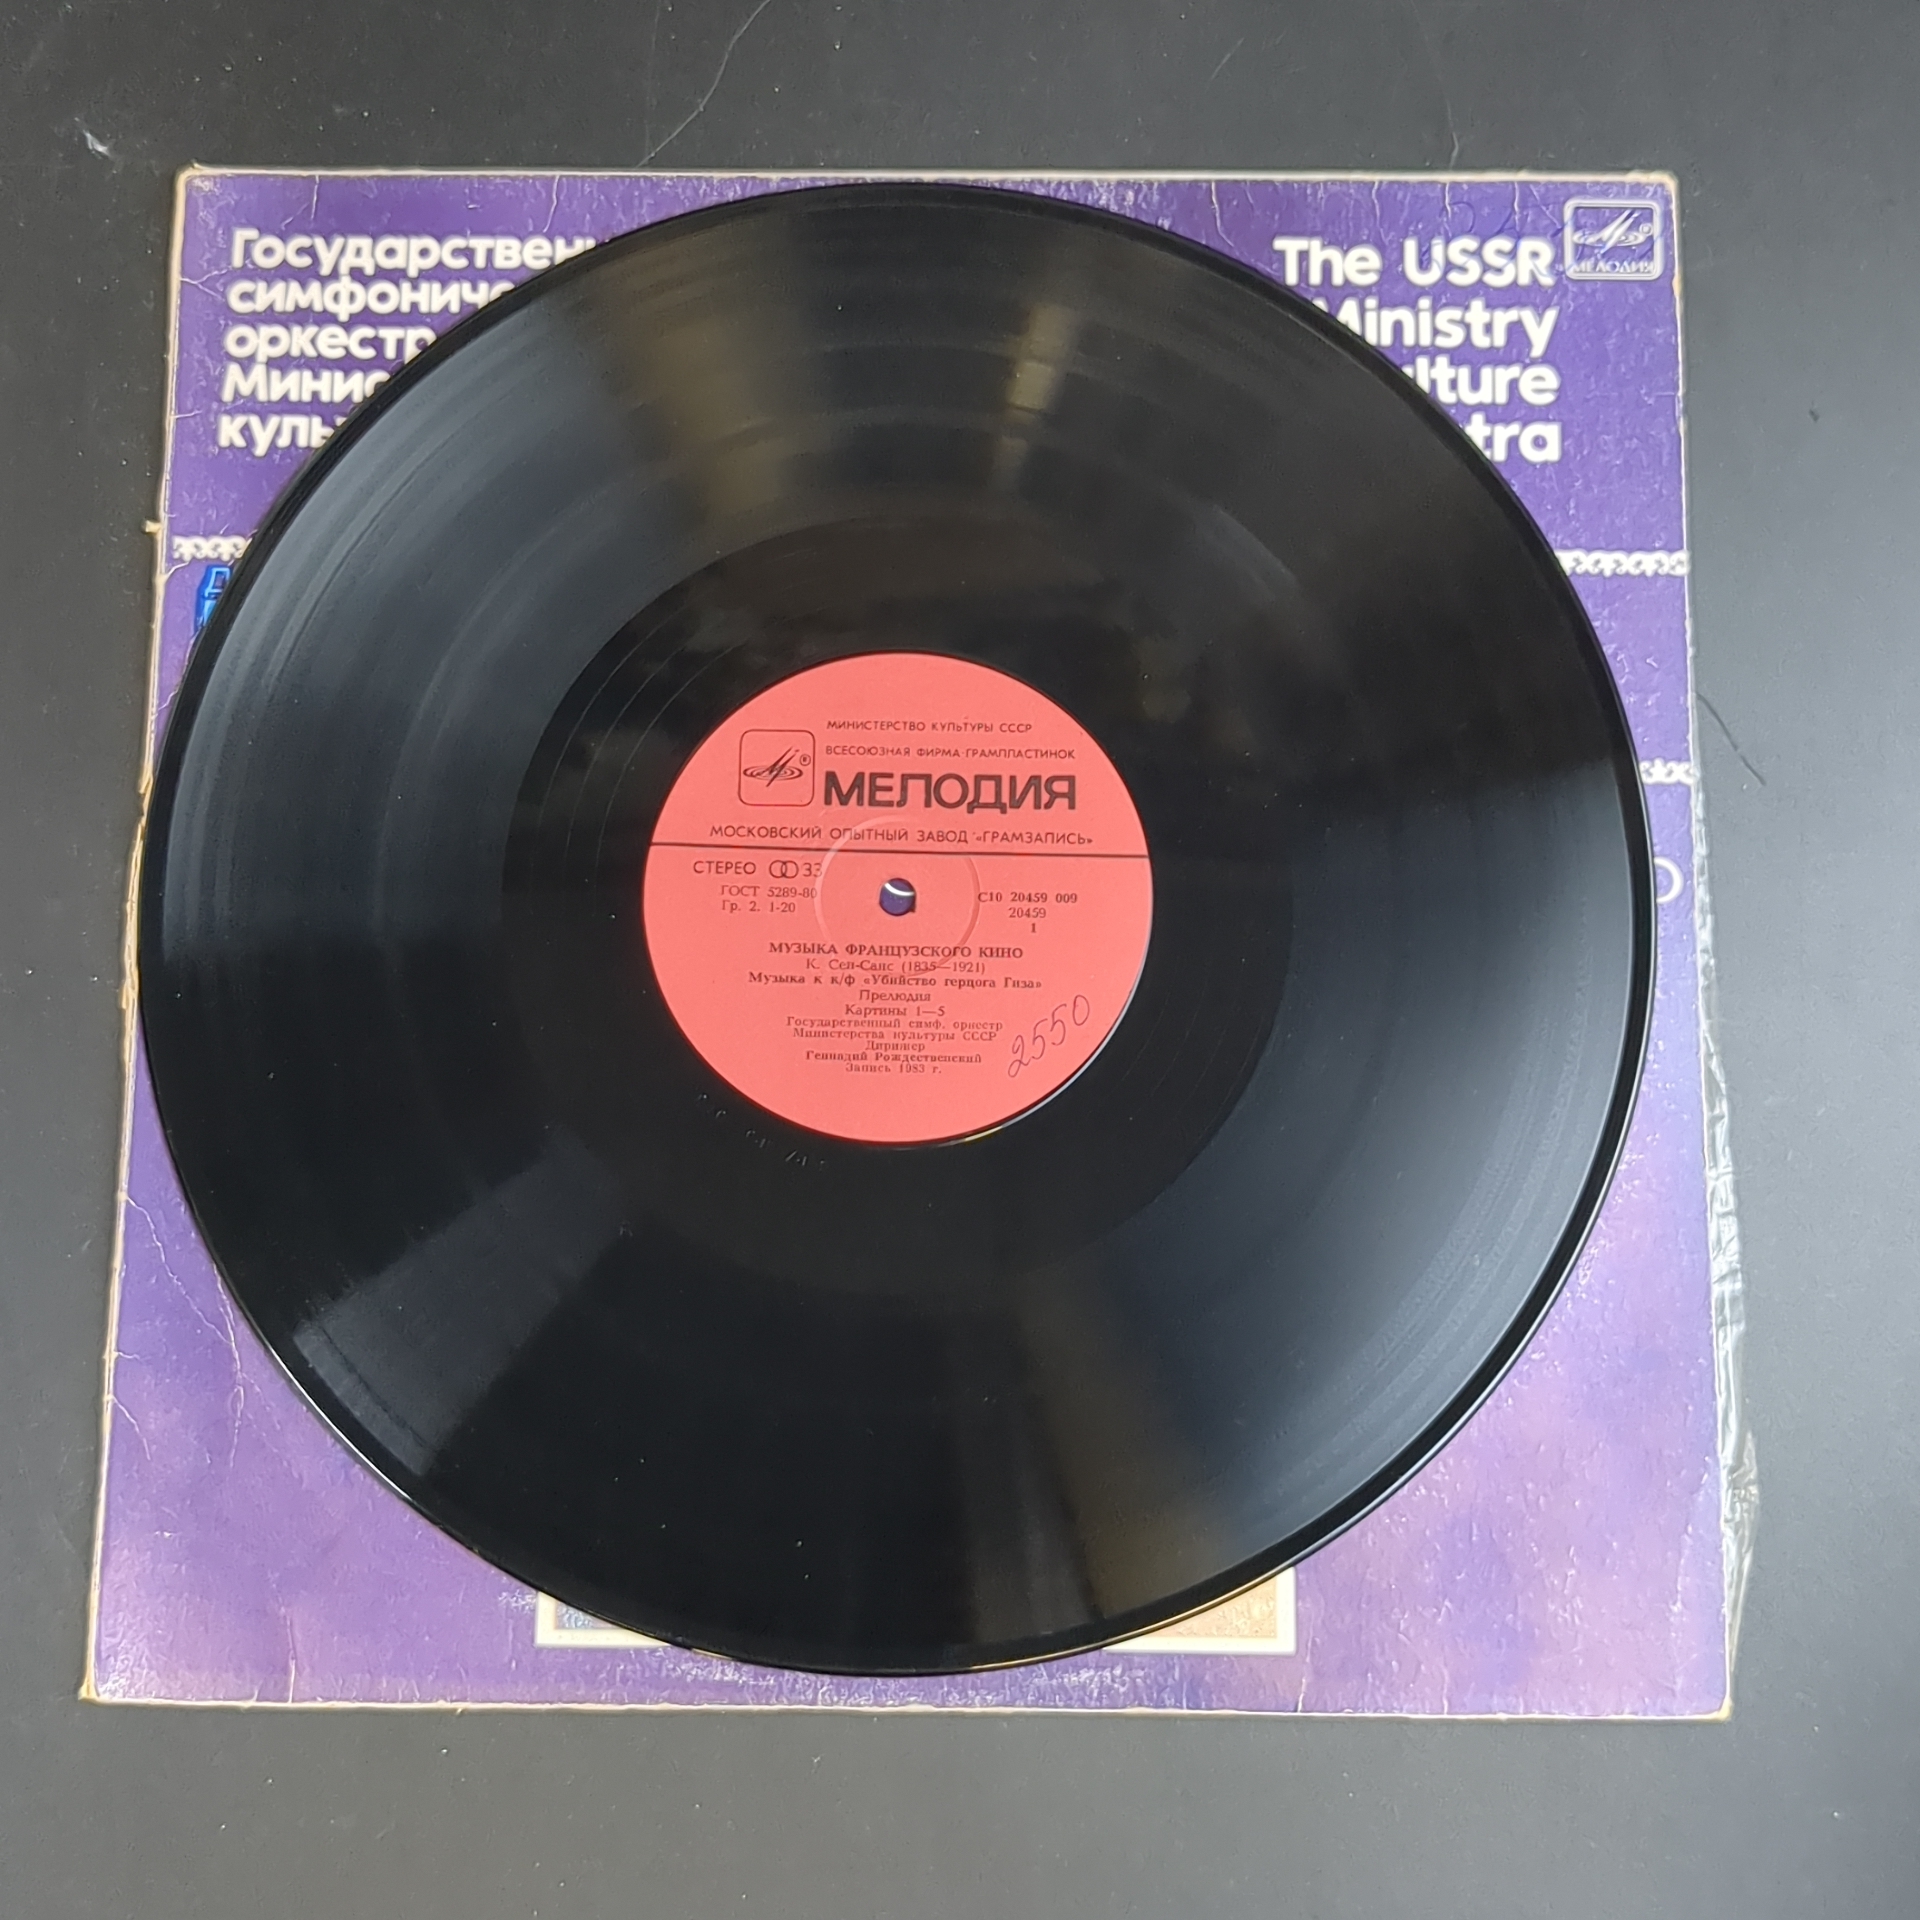 Государствен
симфониче
оркестр
Минис
куль
The USSR
Ministry
ulture
tra
МЕЛОДИЯ
МИНИСТЕРСТВО КУЛЬТУРЫ СССР
ВСЕСОЮЗНАЯ ФИРМА ГРАМПЛАСТИНОК
МЕЛОДИЯ
МОСКОВСКИЙ ОПЫТНЫЙ ЗАВОД «ГРАМЗАПИСЬ»
СТЕРЕО 33
ГОСТ 5289-80
Гр. 2. 1-20
С10 20459 009
20459
1
МУЗЫКА ФРАНЦУЗСКОГО КИНО
К. Сен-Санс (1835—1921)
Музыка к к/ф «Убийство герцога Гиза»
Прелюдия
Картины 1—5
Государственный симф. оркестр
Министерства культуры СССР
Дирижер
Геннадий Рождественский
Запись 1983 г.
2550